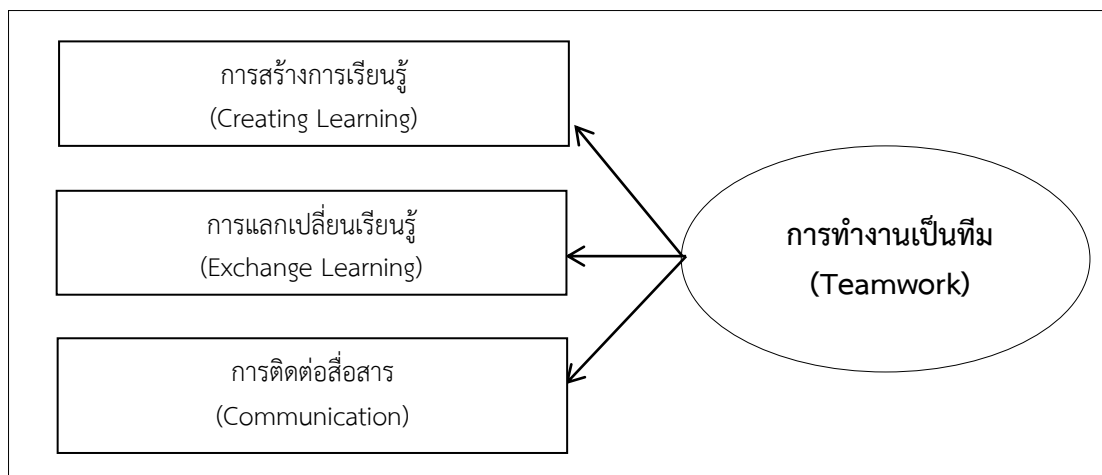 การสร้างการเรียนรู้
(Creating Learning)
การแลกเปลี่ยนเรียนรู้
(Exchange Learning)
การติดต่อสื่อสาร
(Communication)
การทำงานเป็นทีม
(Teamwork)